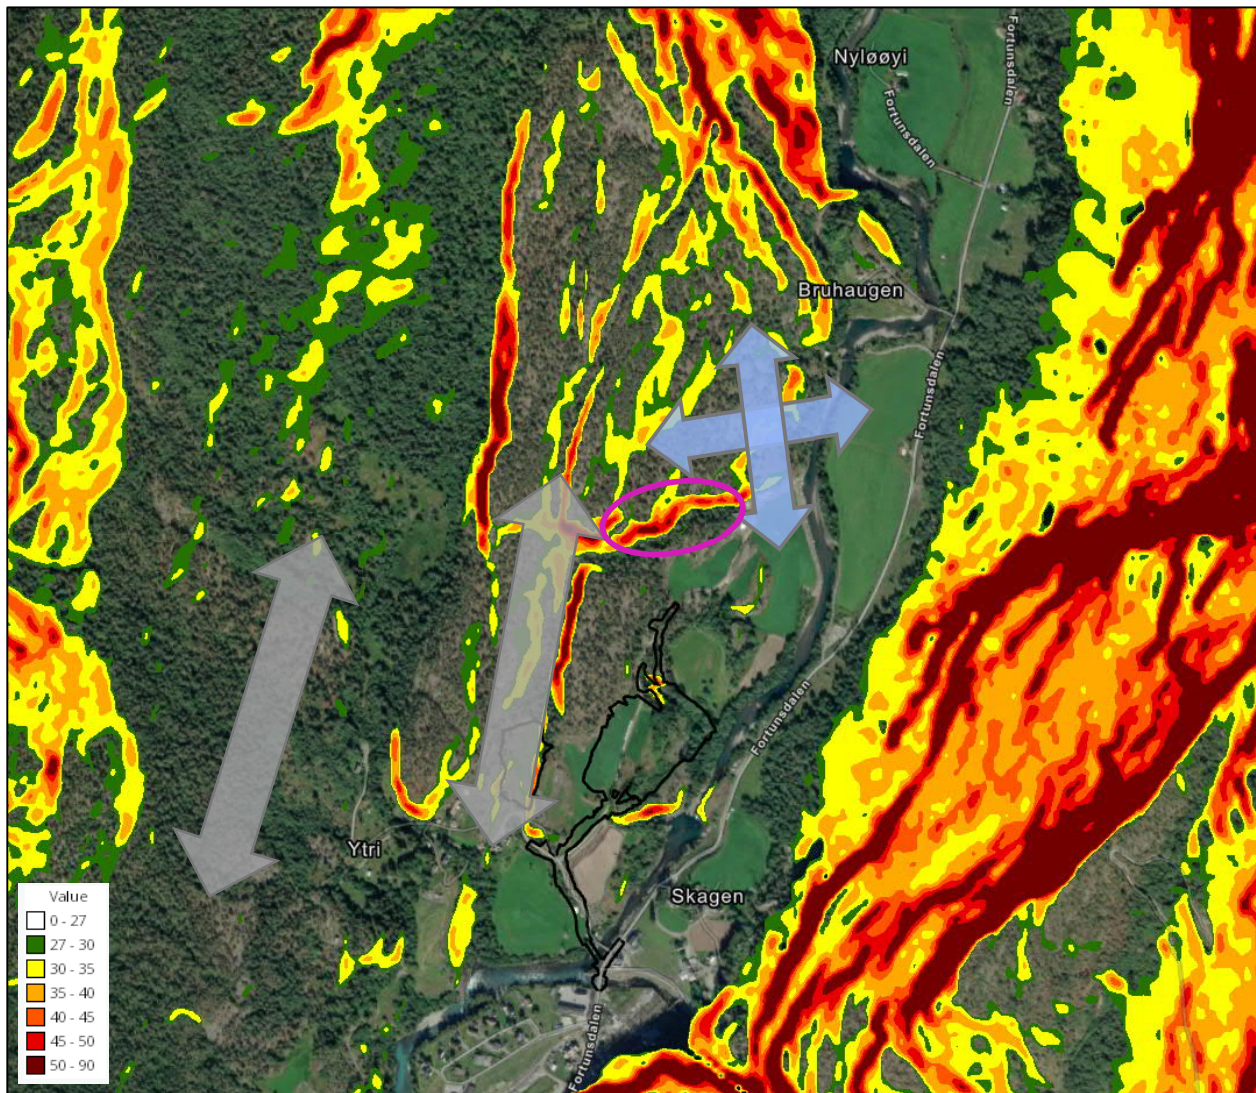 Nyløøyi
Fortunsdalen
Fortunsdalen
Bruhaugen
Fortunsdalen
Fortunsdalen
Ytri
Skagen
Fortunsdalen
Value
0 - 27
27 - 30
30 - 35
35 - 40
40 - 45
45 - 50
50 - 90